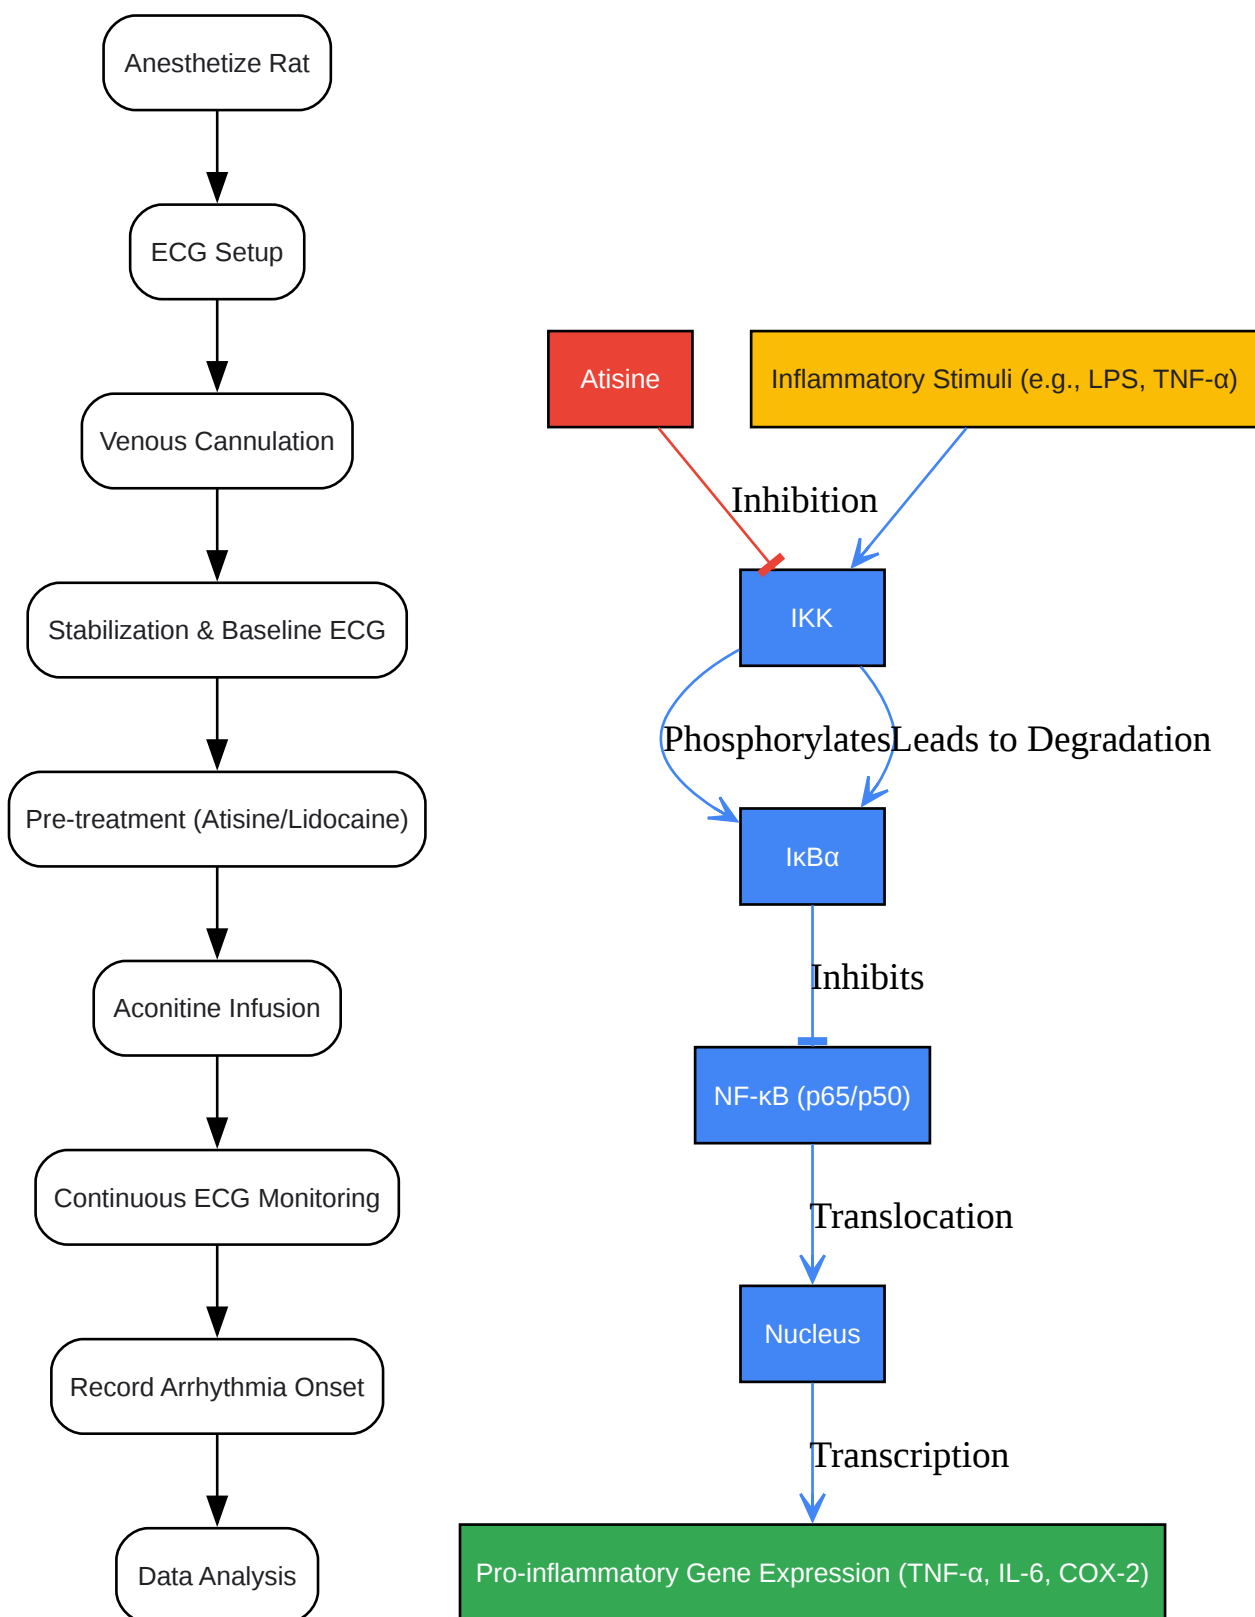 Anesthetize Rat
ECG Setup
Venous Cannulation
Stabilization & Baseline ECG
Pre-treatment (Atisine/Lidocaine)
Aconitine Infusion
Continuous ECG Monitoring
Record Arrhythmia Onset
Data Analysis
Atisine
Inflammatory Stimuli (e.g., LPS, TNF-α)
Inhibition
IKK
Phosphorylates
Leads to Degradation
IκBα
Inhibits
NF-κB (p65/p50)
Translocation
Nucleus
Transcription
Pro-inflammatory Gene Expression (TNF-α, IL-6, COX-2)